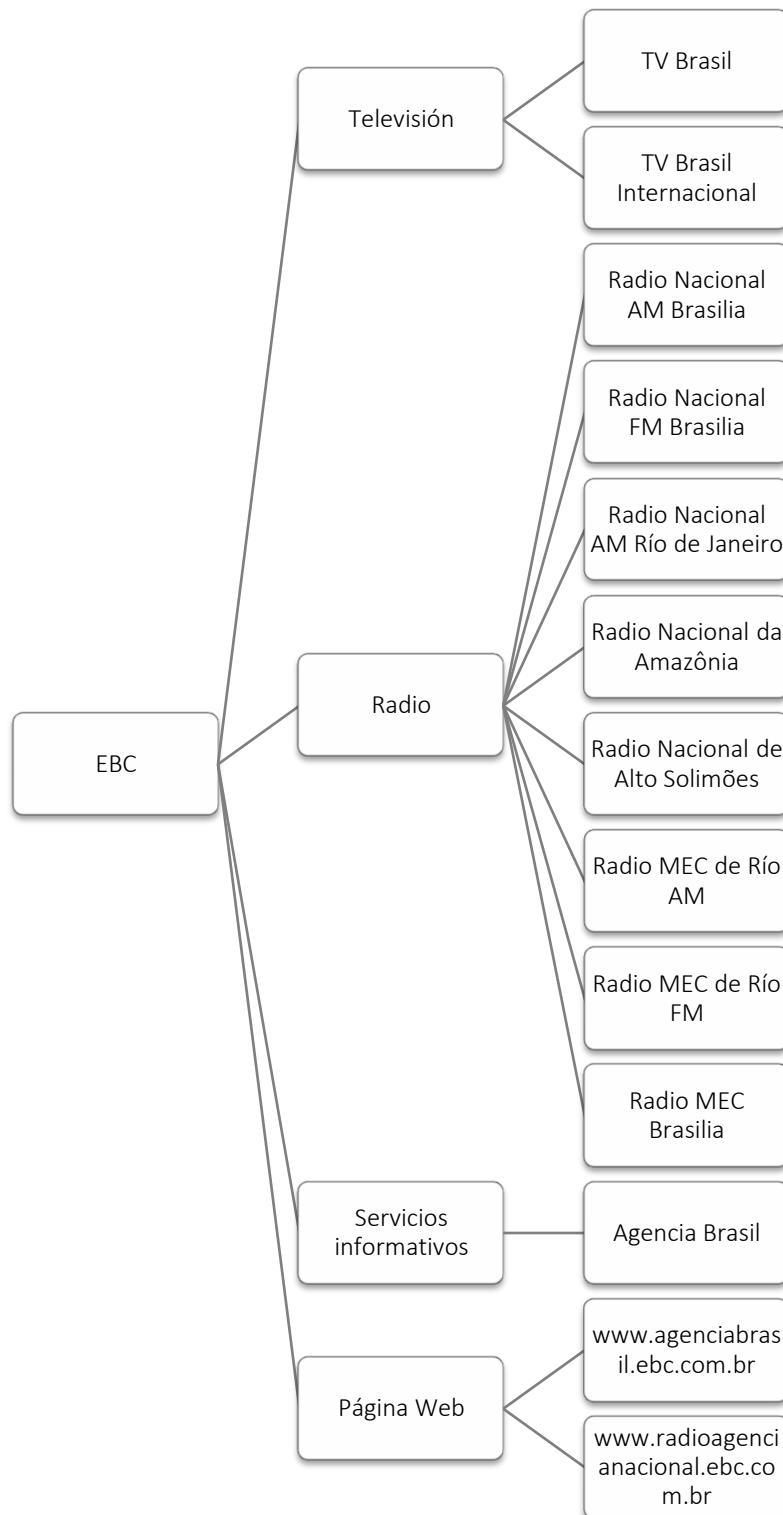 TV Brasil
Televisión
TV Brasil
Internacional
Radio Nacional
AM Brasilia
Radio Nacional
FM Brasilia
Radio Nacional
AM Río de Janeiro
Radio Nacional da
Amazônia
Radio
EBC
Radio Nacional de
Alto Solimões
Radio MEC de Río
AM
Radio MEC de Río
FM
Radio MEC
Brasilia
Servicios
informativos
Agencia Brasil
www.agenciabras
il.ebc.com.br
Página Web
www.radioagenci
anacional.ebc.co
m.br